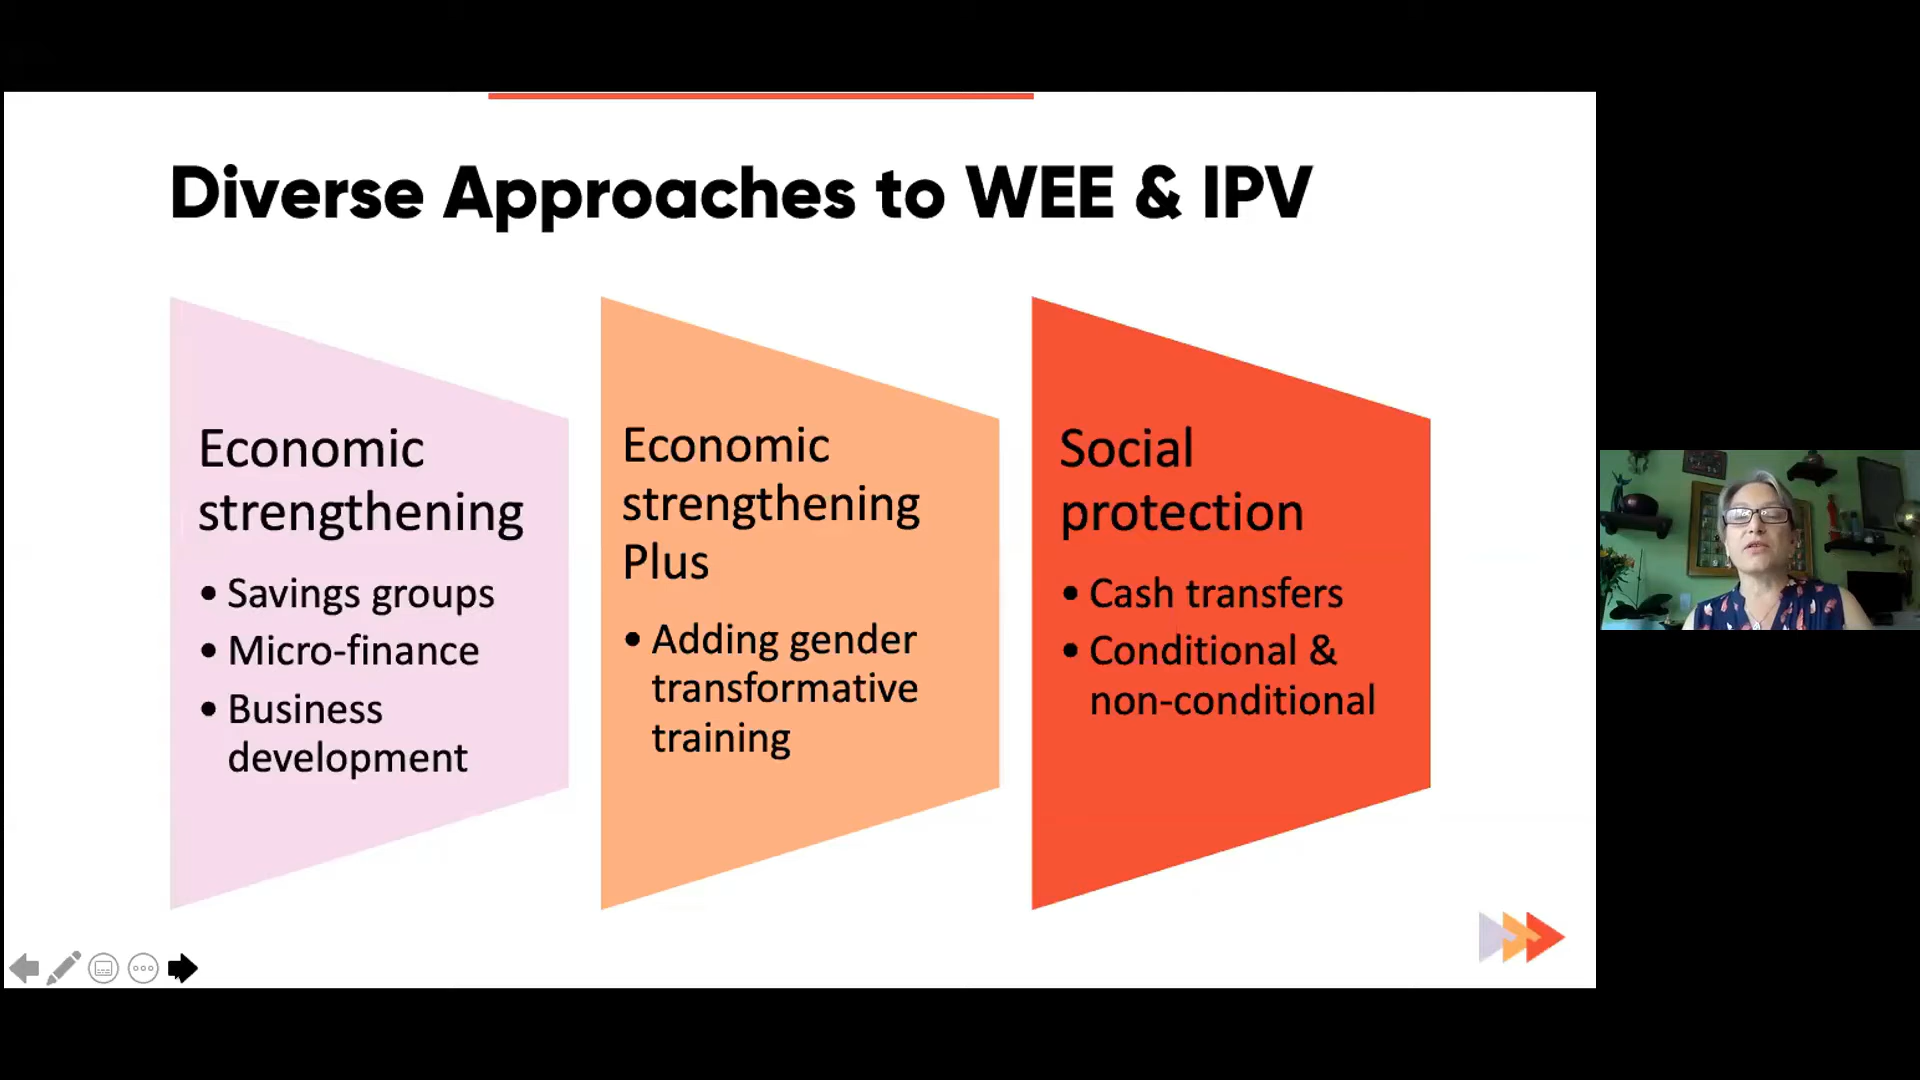 Diverse Approaches to WEE & IPV
Economic
strengthening
• Savings groups
• Micro-finance
• Business
development
Economic
strengthening
Plus
• Adding gender
transformative
training
Social
protection
• Cash transfers
• Conditional &
non-conditional